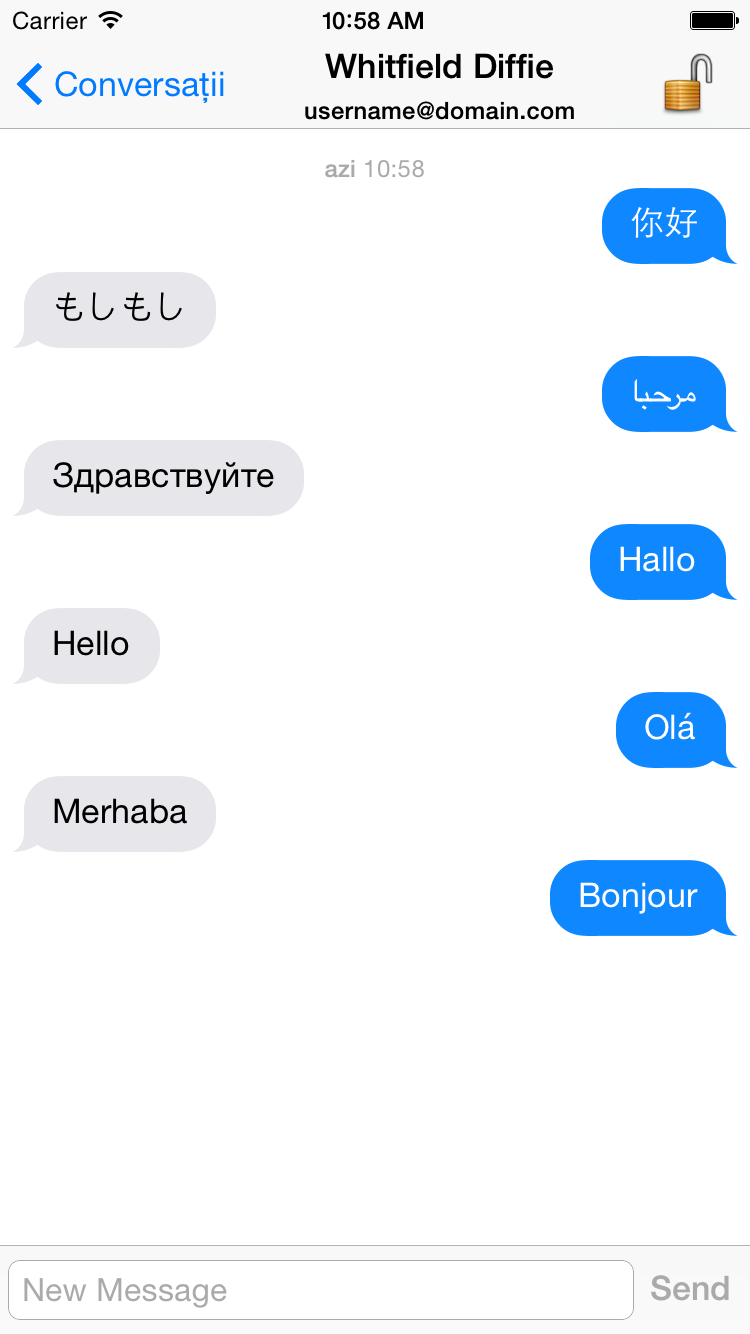 Carrier 10:58 AM
Conversații
Whitfield Diffie
username@domain.com
azi 10:58
你好
もしもし
مرحبا
Здравствуйте
Hallo
Hello
Olá
Merhaba
Bonjour
New Message Send